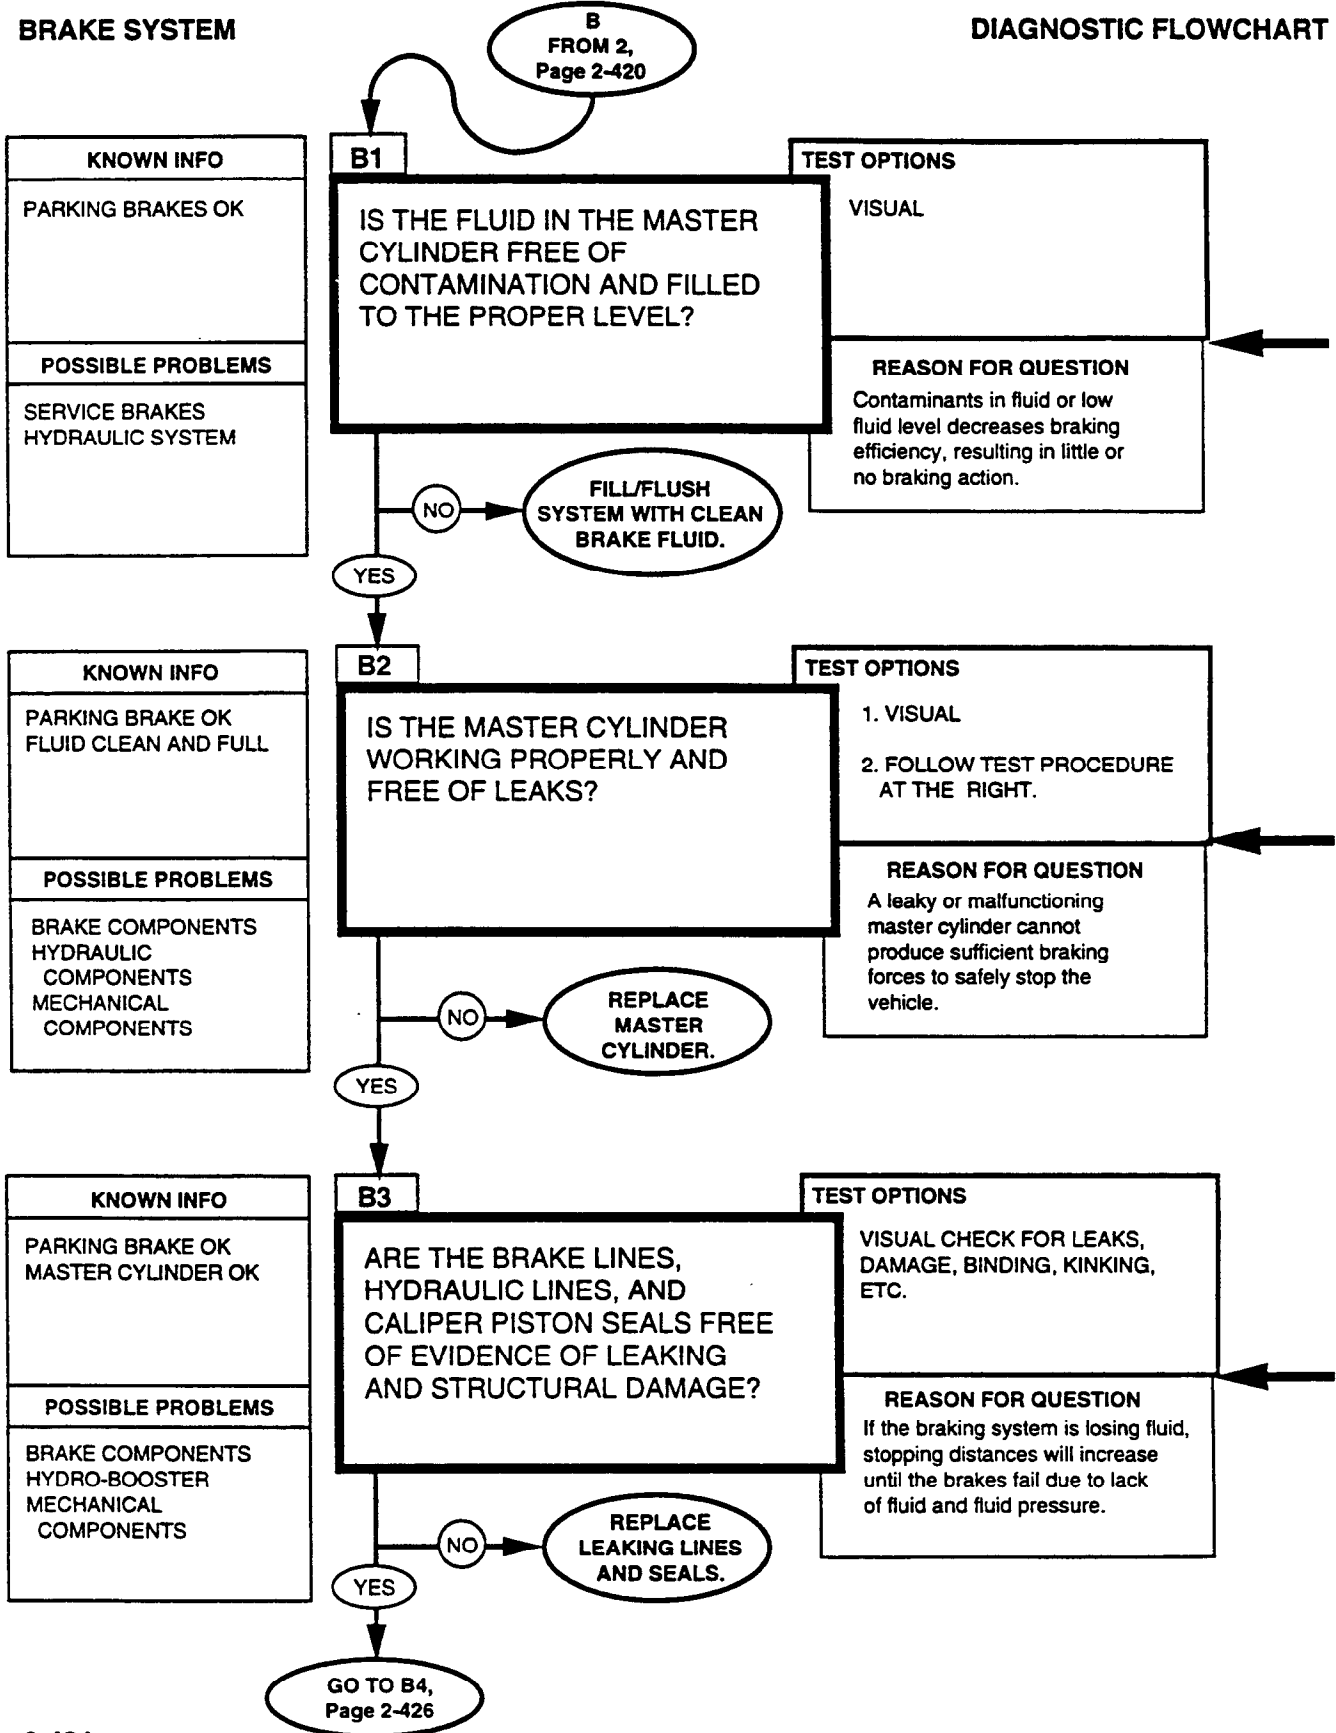 BRAKE SYSTEM
DIAGNOSTIC FLOWCHART
B
FROM 2,
Page 2-420
KNOWN INFO
PARKING BRAKES OK
POSSIBLE PROBLEMS
SERVICE BRAKES
HYDRAULIC SYSTEM
B1
IS THE FLUID IN THE MASTER
CYLINDER FREE OF
CONTAMINATION AND FILLED
TO THE PROPER LEVEL?
TEST OPTIONS
VISUAL
REASON FOR QUESTION
Contaminants in fluid or low
fluid level decreases braking
efficiency, resulting in little or
no braking action.
NO
FILL/FLUSH
SYSTEM WITH CLEAN
BRAKE FLUID.
YES
KNOWN INFO
PARKING BRAKE OK
FLUID CLEAN AND FULL
POSSIBLE PROBLEMS
BRAKE COMPONENTS
HYDRAULIC
COMPONENTS
MECHANICAL
COMPONENTS
B2
IS THE MASTER CYLINDER
WORKING PROPERLY AND
FREE OF LEAKS?
TEST OPTIONS
1. VISUAL
2. FOLLOW TEST PROCEDURE
AT THE RIGHT.
REASON FOR QUESTION
A leaky or malfunctioning
master cylinder cannot
produce sufficient braking
forces to safely stop the
vehicle.
NO
REPLACE
MASTER
CYLINDER.
YES
KNOWN INFO
PARKING BRAKE OK
MASTER CYLINDER OK
POSSIBLE PROBLEMS
BRAKE COMPONENTS
HYDRO-BOOSTER
MECHANICAL
COMPONENTS
B3
ARE THE BRAKE LINES,
HYDRAULIC LINES, AND
CALIPER PISTON SEALS FREE
OF EVIDENCE OF LEAKING
AND STRUCTURAL DAMAGE?
TEST OPTIONS
VISUAL CHECK FOR LEAKS,
DAMAGE, BINDING, KINKING,
ETC.
REASON FOR QUESTION
If the braking system is losing fluid,
stopping distances will increase
until the brakes fail due to lack
of fluid and fluid pressure.
NO
REPLACE
LEAKING LINES
AND SEALS.
YES
GO TO B4,
Page 2-426